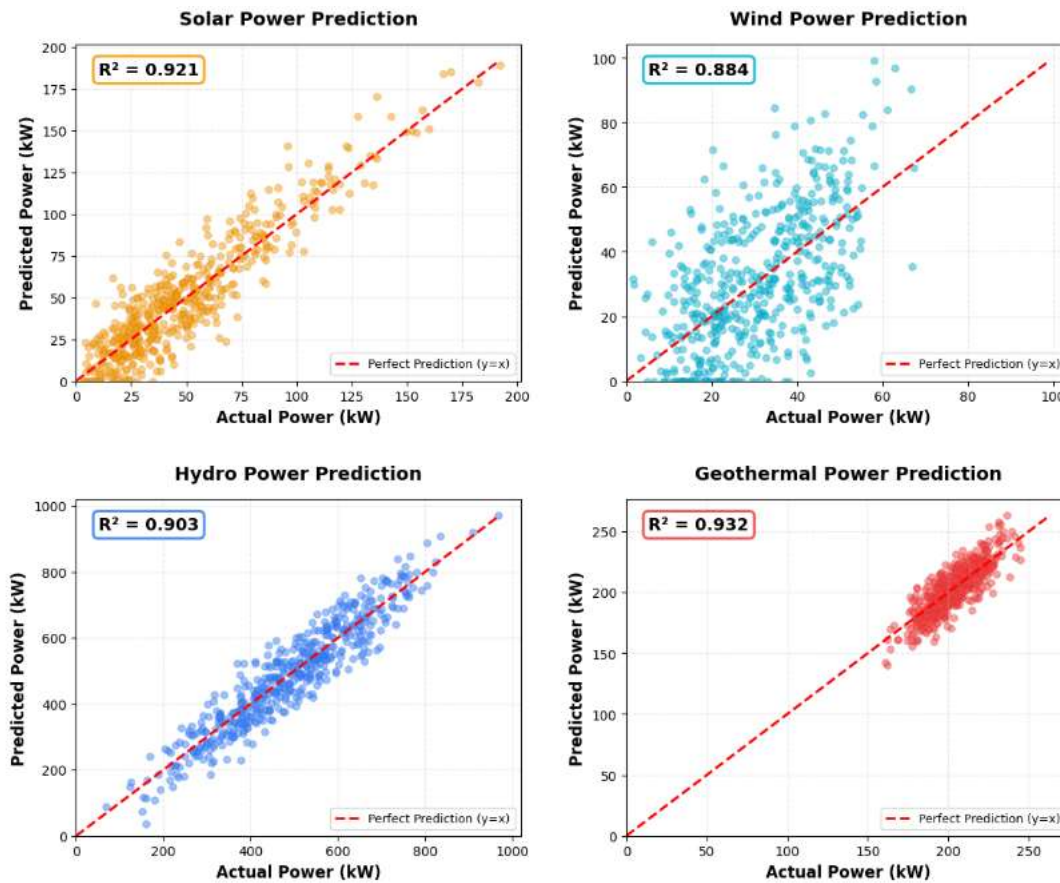 Solar Power Prediction
R² = 0.921
Predicted Power (kW)
200
175
150
125
100
75
50
25
0
0 25 50 75 100 125 150 175 200
Actual Power (kW)
Perfect Prediction (y=x)
Wind Power Prediction
R² = 0.884
Predicted Power (kW)
100
80
60
40
20
0
0 20 40 60 80 100
Actual Power (kW)
Perfect Prediction (y=x)
Hydro Power Prediction
R² = 0.903
Predicted Power (kW)
1000
800
600
400
200
0
0 200 400 600 800 1000
Actual Power (kW)
Perfect Prediction (y=x)
Geothermal Power Prediction
R² = 0.932
Predicted Power (kW)
250
200
150
100
50
0
0 50 100 150 200 250
Actual Power (kW)
Perfect Prediction (y=x)